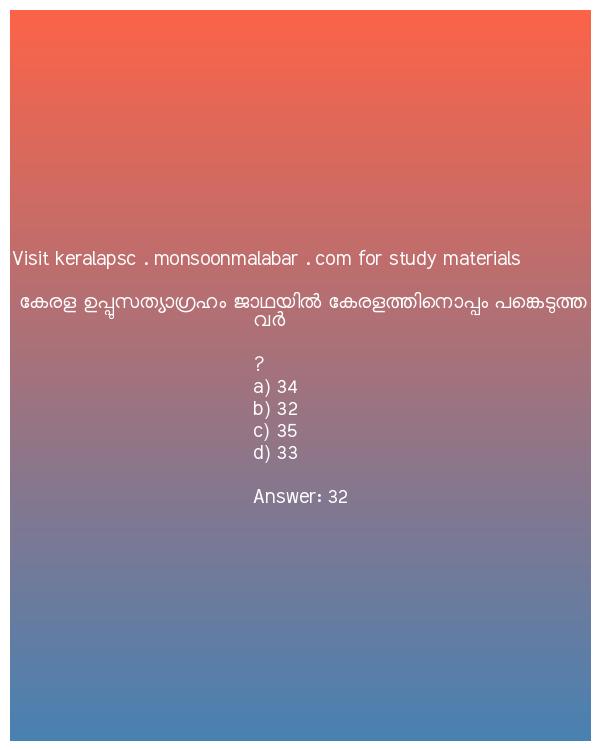 Visit keralapsc . monsoonmalabar . com for study materials
കേരള ഉപ്പുസത്യാഗ്രഹം ജാഥയിൽ കേരളത്തിനൊപ്പം പങ്കെടുത്ത
വർ
?
a) 34
b) 32
c) 35
d) 33
Answer: 32